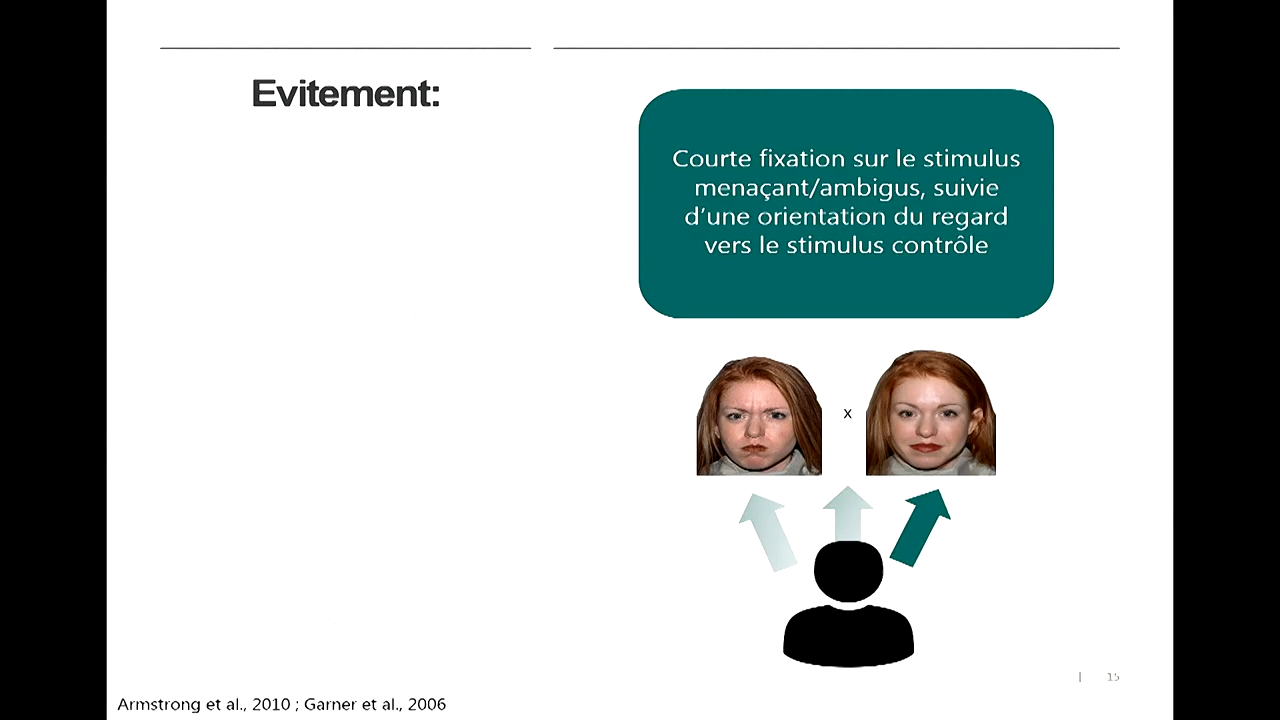 Evitement:
Courte fixation sur le stimulus
menaçant/ambigus, suivie
d'une orientation du regard
vers le stimulus contrôle
x
| 15
Armstrong et al., 2010 ; Garner et al., 2006